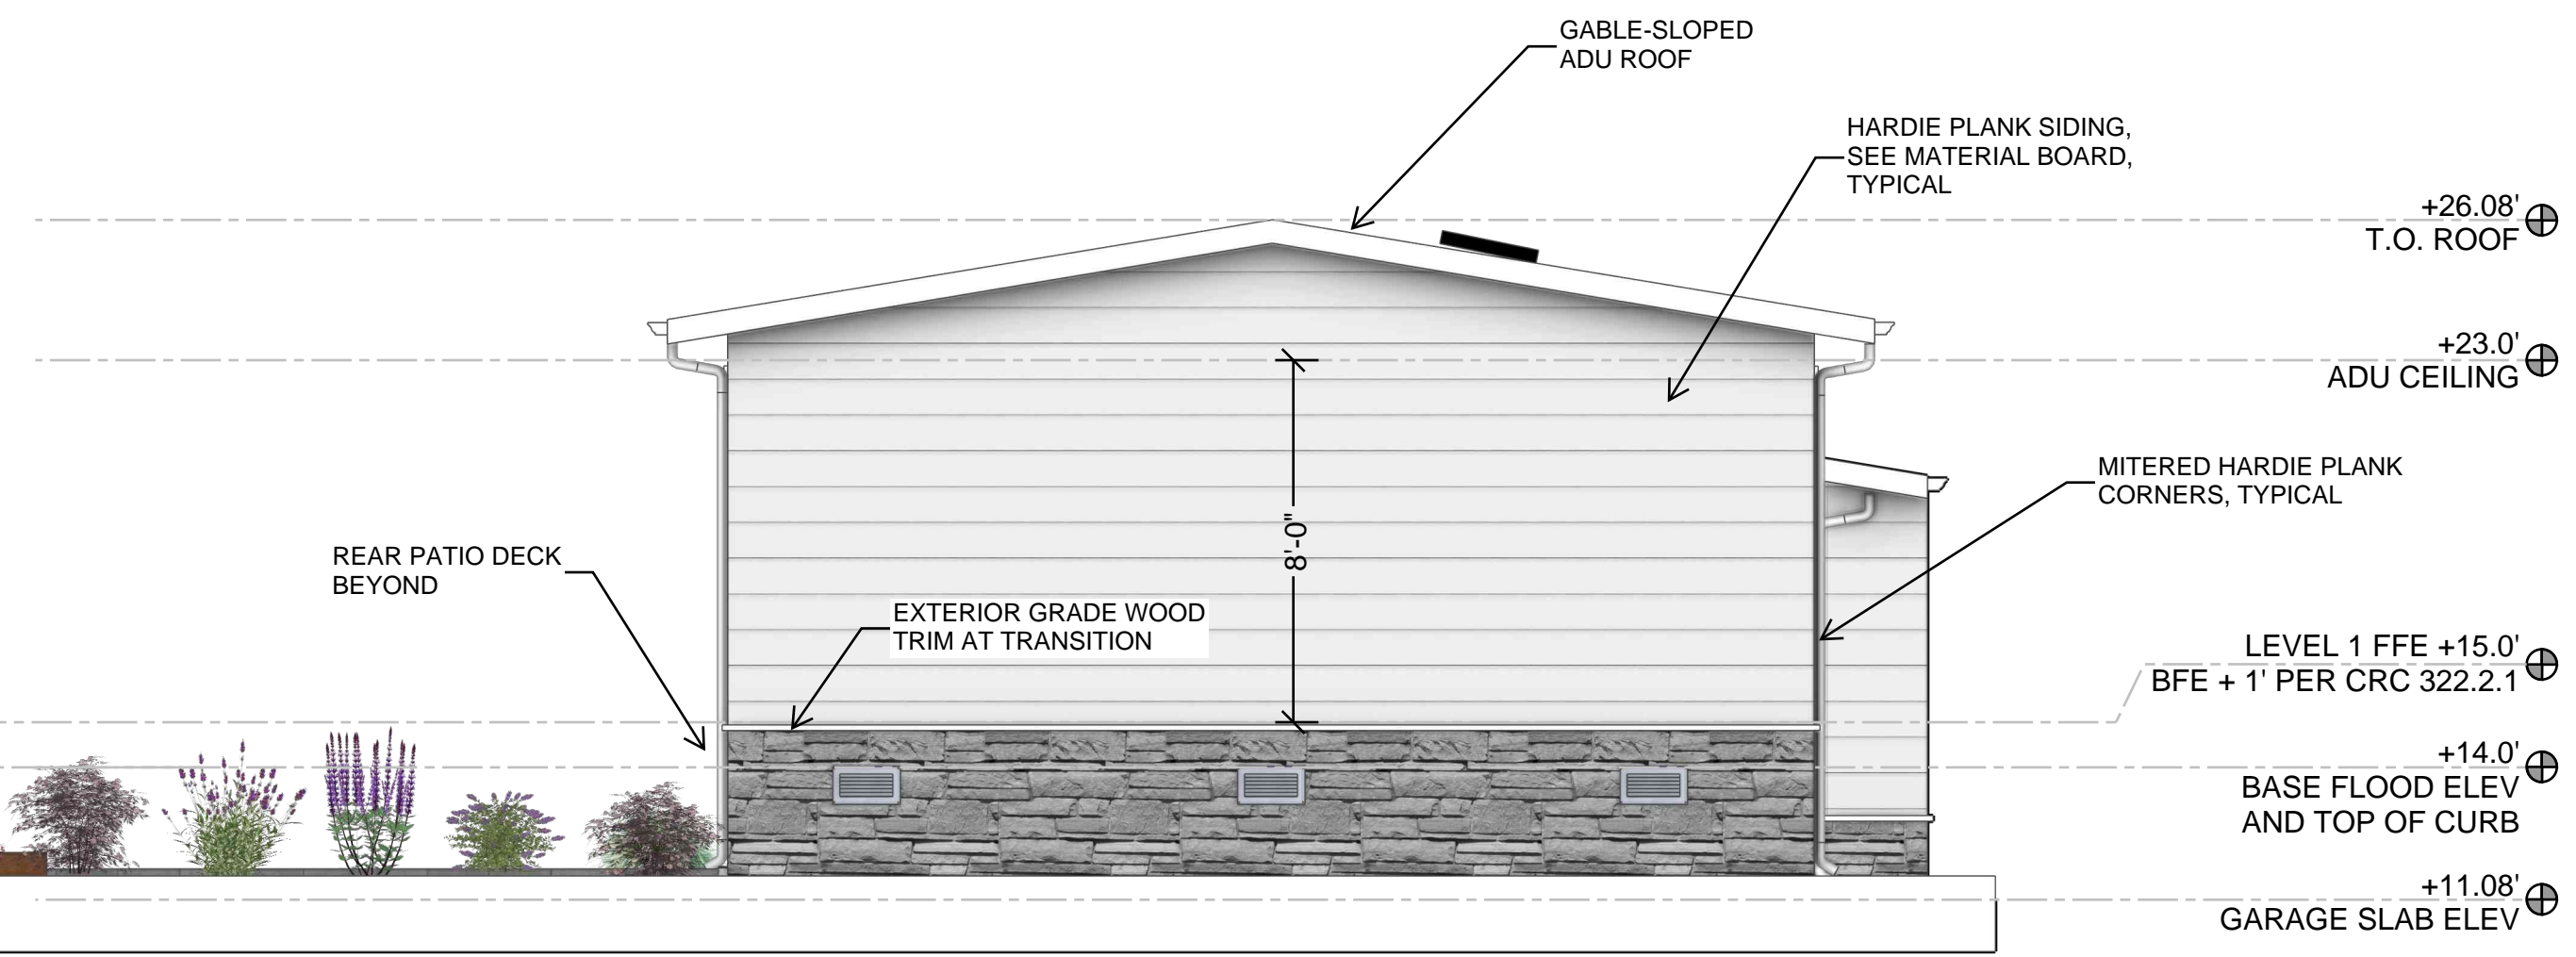 GABLE-SLOPED
ADU ROOF
HARDIE PLANK SIDING,
SEE MATERIAL BOARD,
TYPICAL
+26.08'
T.O. ROOF
+23.0'
ADU CEILING
MITERED HARDIE PLANK
CORNERS, TYPICAL
8'-0"
REAR PATIO DECK
BEYOND
EXTERIOR GRADE WOOD
TRIM AT TRANSITION
LEVEL 1 FFE +15.0'
BFE + 1' PER CRC 322.2.1
+14.0'
BASE FLOOD ELEV
AND TOP OF CURB
+11.08'
GARAGE SLAB ELEV